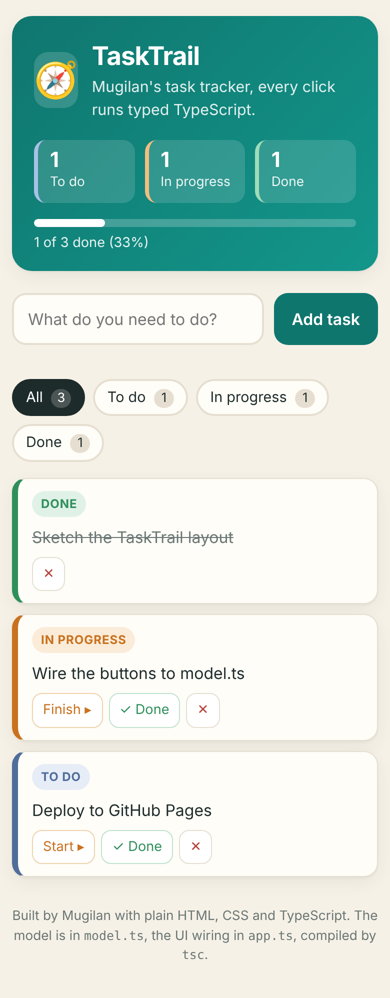 TaskTrail
Mugilan's task tracker, every click
runs typed TypeScript.
1
To do
1
In progress
1
Done
1 of 3 done (33%)
What do you need to do?
Add task
All 3
To do 1
In progress 1
Done 1
DONE
Sketch the TaskTrail layout
✕
IN PROGRESS
Wire the buttons to model.ts
Finish ▸
✓ Done
✕
TO DO
Deploy to GitHub Pages
Start ▸
✓ Done
✕
Built by Mugilan with plain HTML, CSS and TypeScript. The
model is in model.ts, the UI wiring in app.ts, compiled by
tsc.